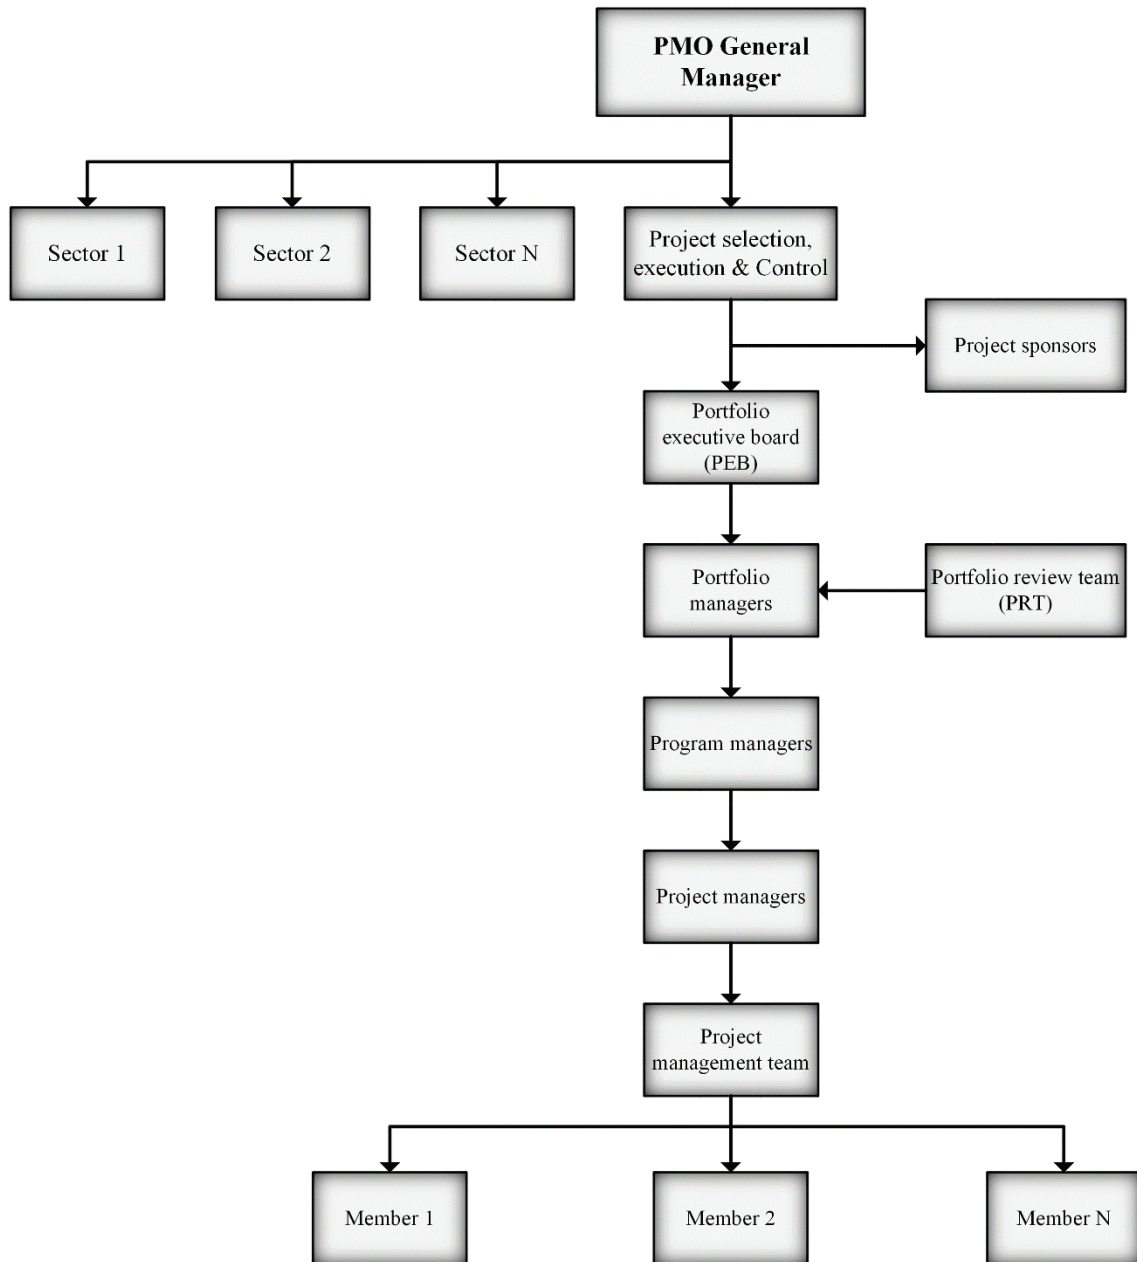 PMO General
Manager
Sector 1
Sector 2
Sector N
Project selection,
execution & Control
Project sponsors
Portfolio
executive board
(PEB)
Portfolio
managers
Portfolio review team
(PRT)
Program managers
Project managers
Project
management team
Member 1
Member 2
Member N